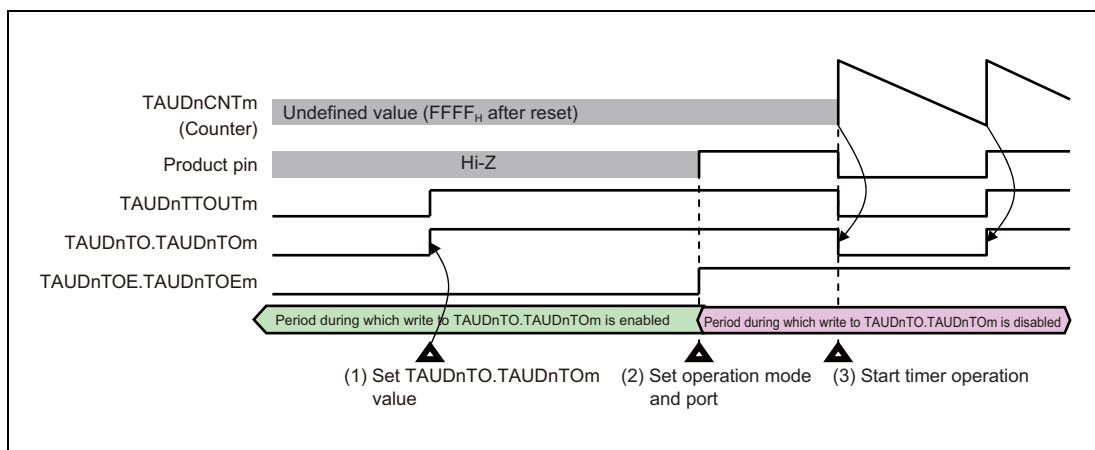 TAUDnCNTm
(Counter)
Undefined value (FFFFH after reset)
Product pin
Hi-Z
TAUDnTTOUTm
TAUDnTO.TAUDnTOm
TAUDnTOE.TAUDnTOEm
Period during which write to TAUDnTO.TAUDnTOm is enabled
Period during which write to TAUDnTO.TAUDnTOm is disabled
(1) Set TAUDnTO.TAUDnTOm
value
(2) Set operation mode
and port
(3) Start timer operation